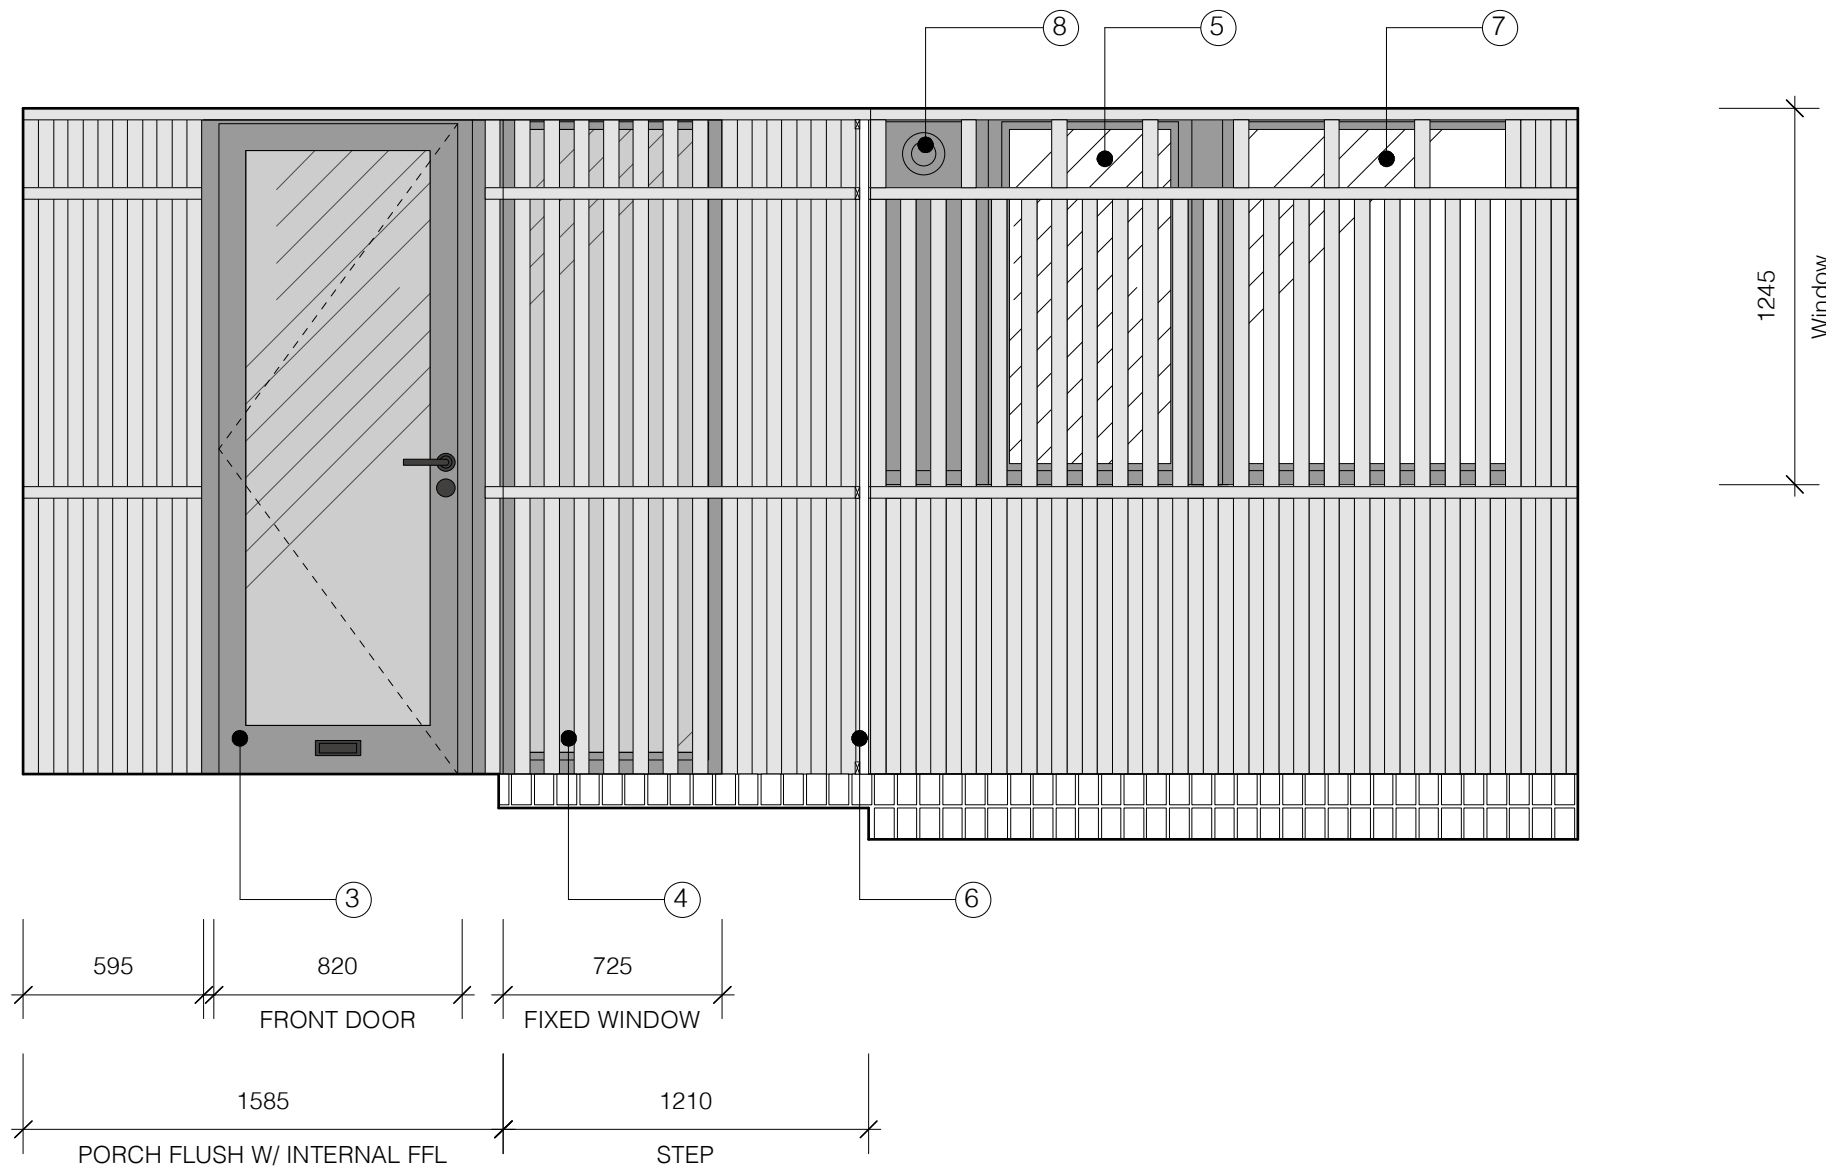 8
5
7
1245
Window
3
4
6
595
820
725
FRONT DOOR
FIXED WINDOW
1585
1210
PORCH FLUSH W/ INTERNAL FFL
STEP